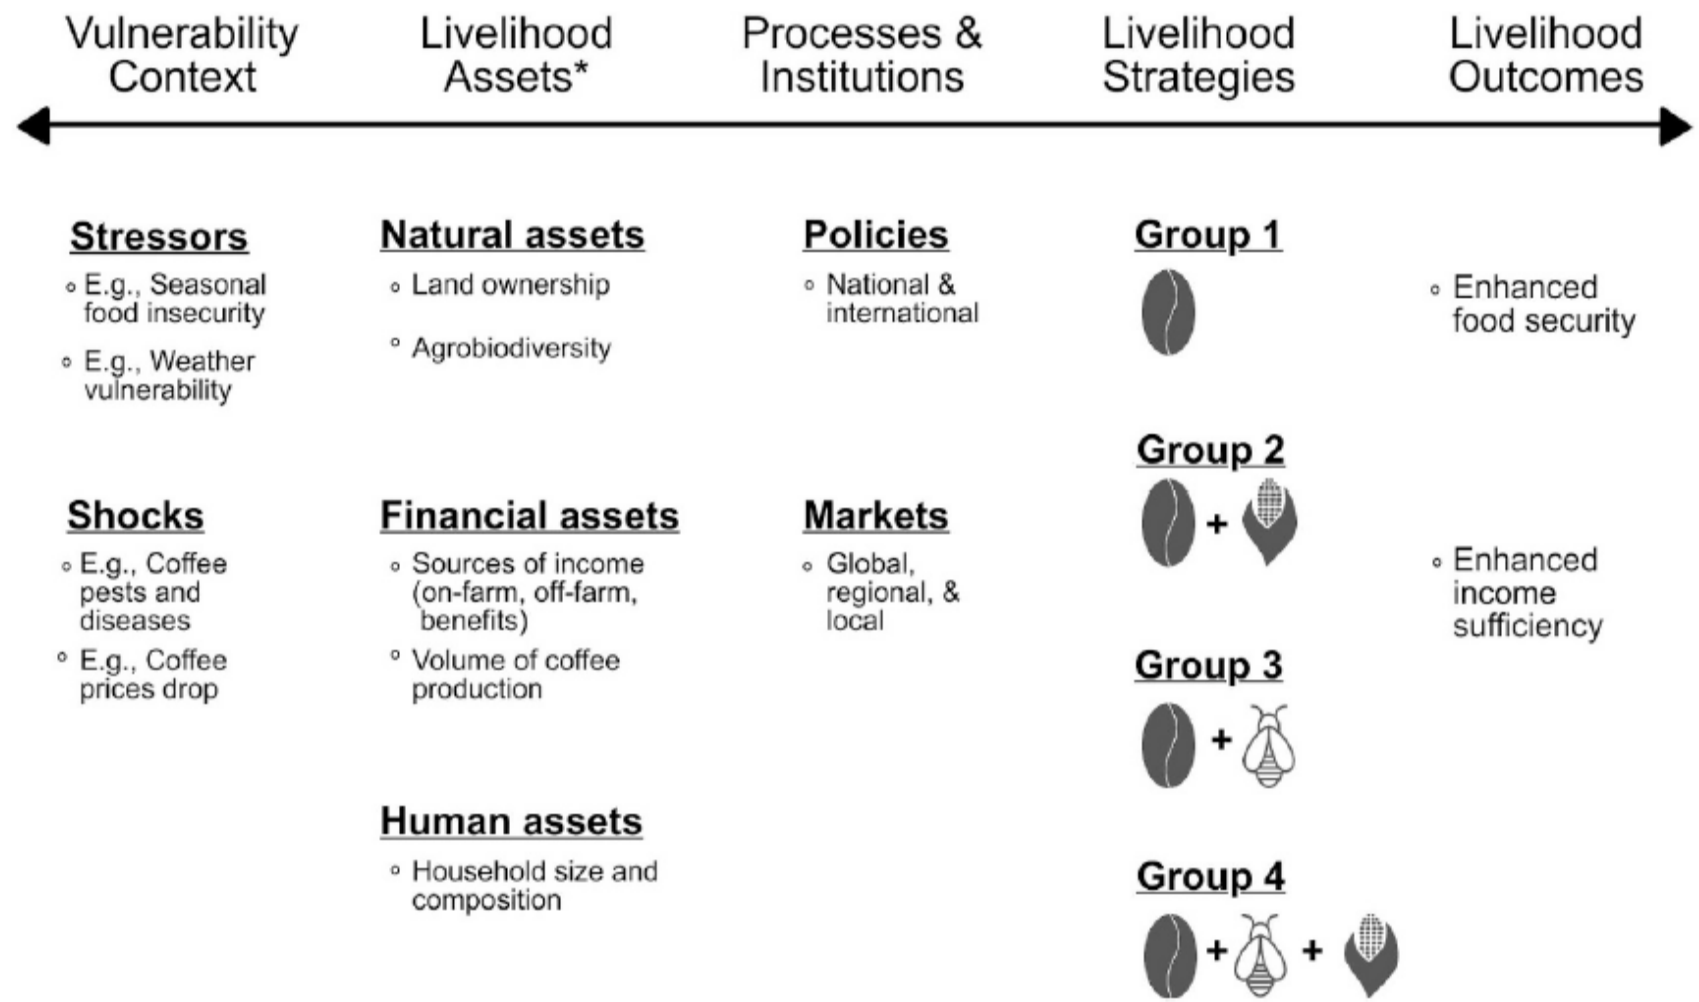 Vulnerability
Context
Livelihood
Assets*
Processes &
Institutions
Livelihood
Strategies
Livelihood
Outcomes
Stressors
◦ E.g., Seasonal
food insecurity
◦ E.g., Weather
vulnerability
Shocks
◦ E.g., Coffee
pests and
diseases
◦ E.g., Coffee
prices drop
Natural assets
◦ Land ownership
◦ Agrobiodiversity
Financial assets
◦ Sources of income
(on-farm, off-farm,
benefits)
◦ Volume of coffee
production
Human assets
◦ Household size and
composition
Policies
◦ National &
international
Markets
◦ Global,
regional, &
local
Group 1
Group 2
+
Group 3
+
Group 4
+ +
◦ Enhanced
food security
◦ Enhanced
income
sufficiency